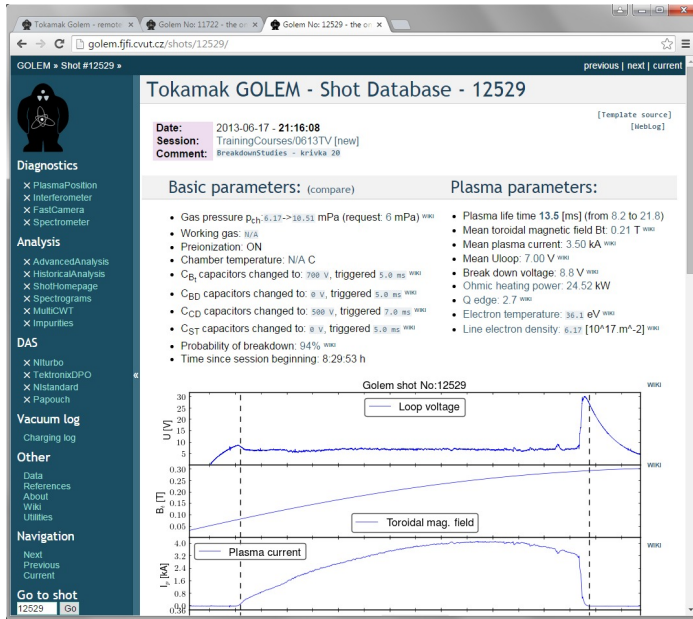 Tokamak Golem - remote
Golem No: 11722 - the on
Golem No: 12529 - the on
golem.fjfi.cvut.cz/shots/12529/
GOLEM » Shot #12529 »
previous | next | current
Tokamak GOLEM - Shot Database - 12529
[Template source]
[WebLog]
Date: 2013-06-17 - 21:16:08
Session: TrainingCourses/0613TV [new]
Comment: BreakdownStudies - krivka 20
Diagnostics
PlasmaPosition
Interferometer
FastCamera
Spectrometer
Analysis
AdvancedAnalysis
HistoricalAnalysis
ShotHomepage
Spectrograms
MultiCWT
Impurities
DAS
NIturbo
TektronixDPO
NIstandard
Papouch
«
Vacuum log
Charging log
Other
Data
References
About
Wiki
Utilities
Navigation
Next
Previous
Current
Go to shot
12529 Go
Basic parameters: (compare)
Gas pressure pch: 6.17->10.51 mPa (request: 6 mPa) WIKI
Working gas: N/A
Preionization: ON
Chamber temperature: N/A C
CBt capacitors changed to: 700 V, triggered 5.0 ms WIKI
CBD capacitors changed to: 0 V, triggered 5.0 ms WIKI
CCD capacitors changed to: 500 V, triggered 7.0 ms WIKI
CST capacitors changed to: 0 V, triggered 5.0 ms WIKI
Probability of breakdown: 94% WIKI
Time since session beginning: 8:29:53 h
Plasma parameters:
Plasma life time 13.5 [ms] (from 8.2 to 21.8)
Mean toroidal magnetic field Bt: 0.21 T WIKI
Mean plasma current: 3.50 kA WIKI
Mean Uloop: 7.00 V WIKI
Break down voltage: 8.8 V WIKI
Ohmic heating power: 24.52 kW
Q edge: 2.7 WIKI
Electron temperature: 36.1 eV WIKI
Line electron density: 6.17 [10^17.m^-2] WIKI
Golem shot No:12529
WIKI
U [V]
30
25
20
15
10
5
Loop voltage
WIKI
Bt [T]
0.30
0.25
0.20
0.15
0.10
0.05
Toroidal mag. field
WIKI
Ip [kA]
4.0
3.2
2.4
1.6
0.8
0.0
Plasma current
0.36